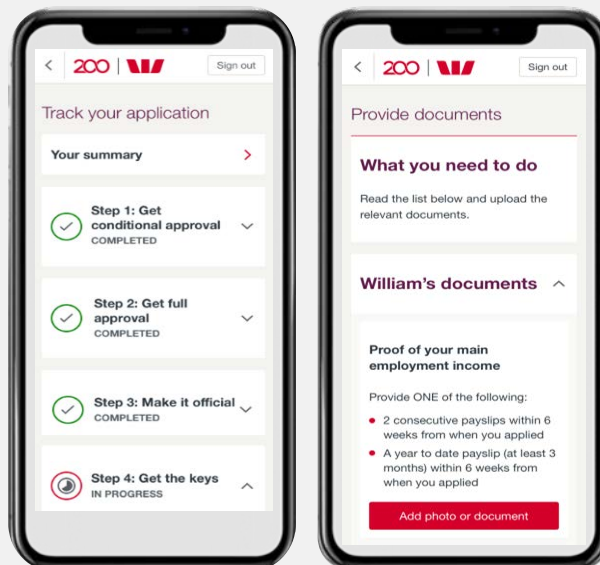 200
Sign out
Track your application
Your summary
Step 1: Get
conditional approval
COMPLETED
Step 2: Get full
approval
COMPLETED
Step 3: Make it official
COMPLETED
Step 4: Get the keys
IN PROGRESS
200
Sign out
Provide documents
What you need to do
Read the list below and upload the
relevant documents.
William's documents
Proof of your main
employment income
Provide ONE of the following:
2 consecutive payslips within 6
weeks from when you applied
A year to date payslip (at least 3
months) within 6 weeks from
when you applied
Add photo or document